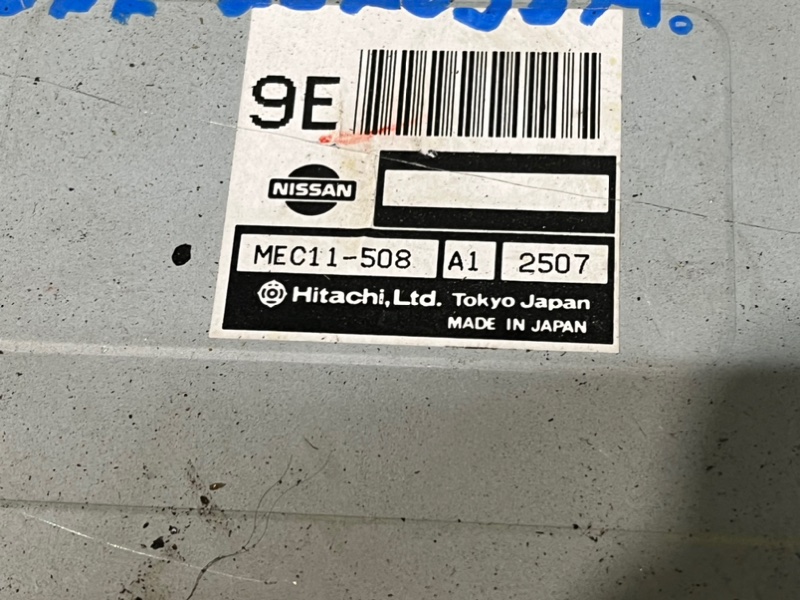 9E
NISSAN
MEC11-508 A1 2507
Hitachi, Ltd. Tokyo Japan
MADE IN JAPAN